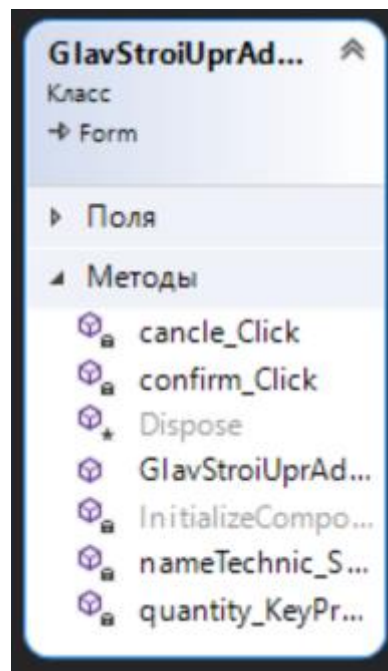 GlavStroiUprAd...
Класс
Form
Поля
Методы
cancle_Click
confirm_Click
Dispose
GlavStroiUprAd...
InitializeCompo...
nameTechnic_S...
quantity_KeyPr...